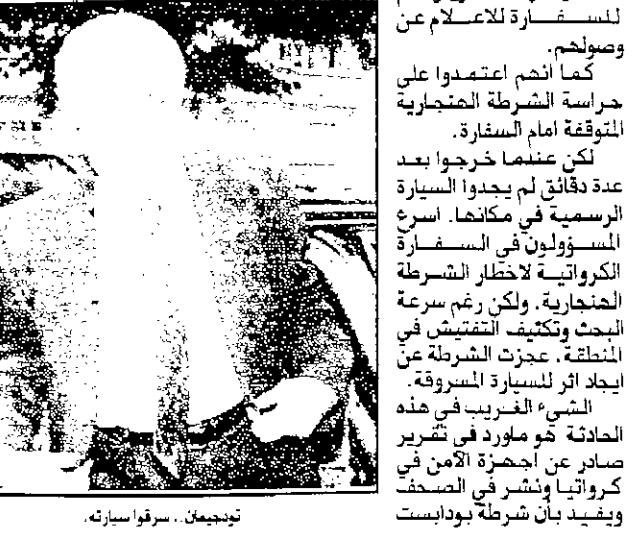 للسفارة للاعلام عن
وصولهم.
كما انهم اعتمدوا على
حراسة الشرطة الهنجارية
المتوقفة امام السفارة.
لكن عندما خرجوا بعد
عدة دقائق لم يجدوا السيارة
الرسمية في مكانها. اسرع
المسؤولون في السفارة
الكرواتية لاخطار الشرطة
الهنجارية. ولكن رغم سرعة
البحث وتكثيف التفتيش في
المنطقة، عجزت الشرطة عن
ايجاد اثر للسيارة المسروقة.
الشيء الغريب في هذه
الحادثة هو ماورد في تقرير
صادر عن اجهزة الأمن في
كرواتيا ونشر في الصحف
ويفيد بأن شرطة بودابست
تودجيمان.. سرقوا سيارته.